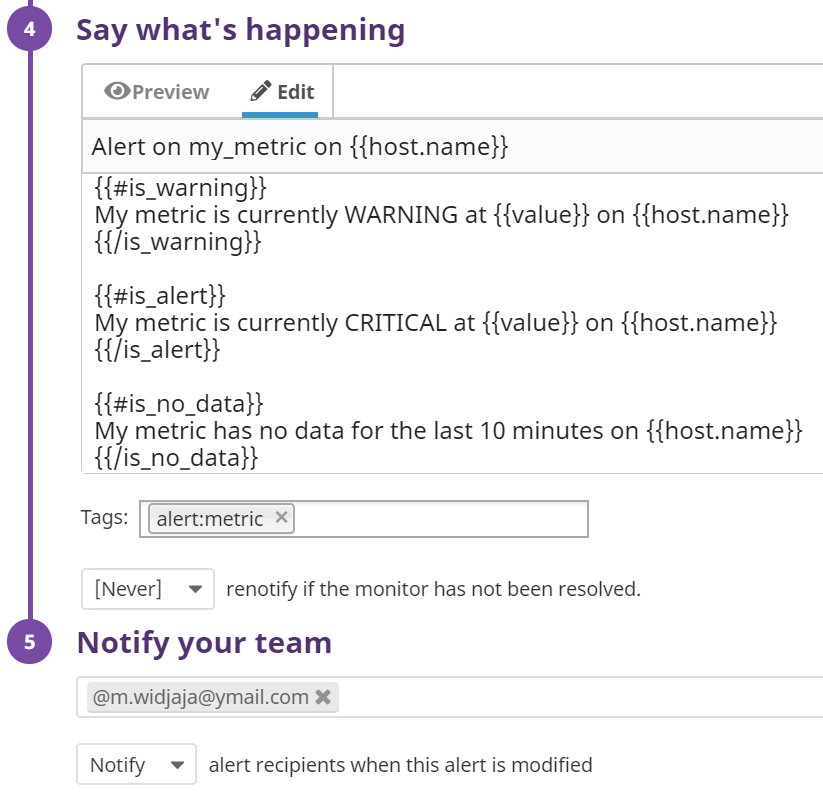 4 Say what's happening
Preview Edit
Alert on my_metric on {{host.name}}
{{#is_warning}}
My metric is currently WARNING at {{value}} on {{host.name}}
{{/is_warning}}
{{#is_alert}}
My metric is currently CRITICAL at {{value}} on {{host.name}}
{{/is_alert}}
{{#is_no_data}}
My metric has no data for the last 10 minutes on {{host.name}}
{{/is_no_data}}
Tags: alert:metric ×
[Never] renotify if the monitor has not been resolved.
5 Notify your team
@m.widjaja@ymail.com ✖
Notify alert recipients when this alert is modified